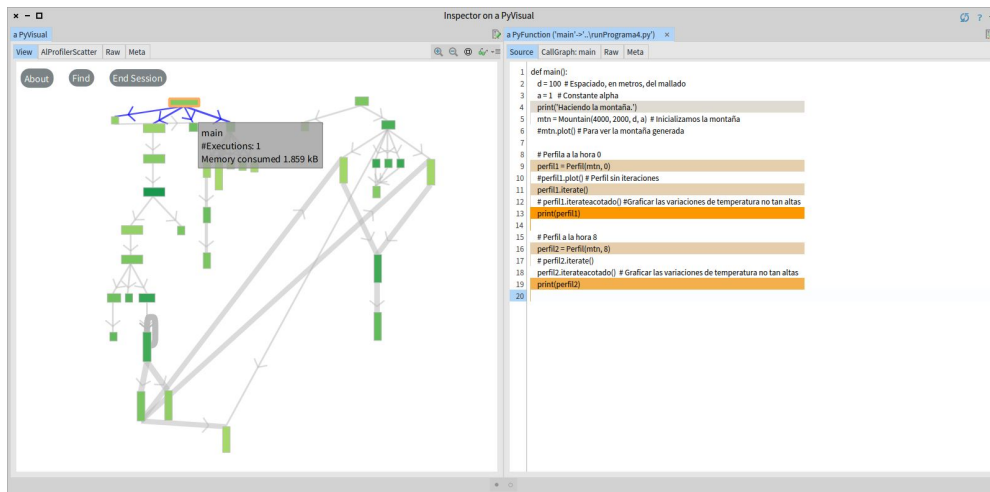 Inspector on a PyVisual
?
a PyVisual
a PyFunction ('main'->'..\runPrograma4.py') ×
View AIProfilerScatter Raw Meta
Source CallGraph: main Raw Meta
About Find End Session
main
#Executions: 1
Memory consumed 1.859 kB
1 def main():
2 d = 100 # Espaciado, en metros, del mallado
3 a = 1 # Constante alpha
4 print('Haciendo la montaña.')
5 mtn = Mountain(4000, 2000, d, a) # Inicializamos la montaña
6 #mtn.plot() # Para ver la montaña generada
7
8 # Perfila a la hora 0
9 perfil1 = Perfil(mtn, 0)
10 #perfil1.plot() # Perfil sin iteraciones
11 perfil1.iterate()
12 # perfil1.iterateacotado() #Graficar las variaciones de temperatura no tan altas
13 print(perfil1)
14
15 # Perfil a la hora 8
16 perfil2 = Perfil(mtn, 8)
17 # perfil2.iterate()
18 perfil2.iterateacotado() # Graficar las variaciones de temperatura no tan altas
19 print(perfil2)
20